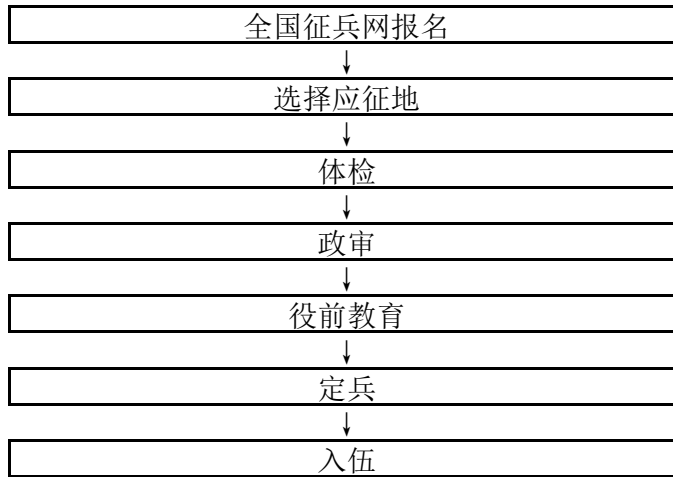 全国征兵网报名
选择应征地
体检
政审
役前教育
定兵
入伍